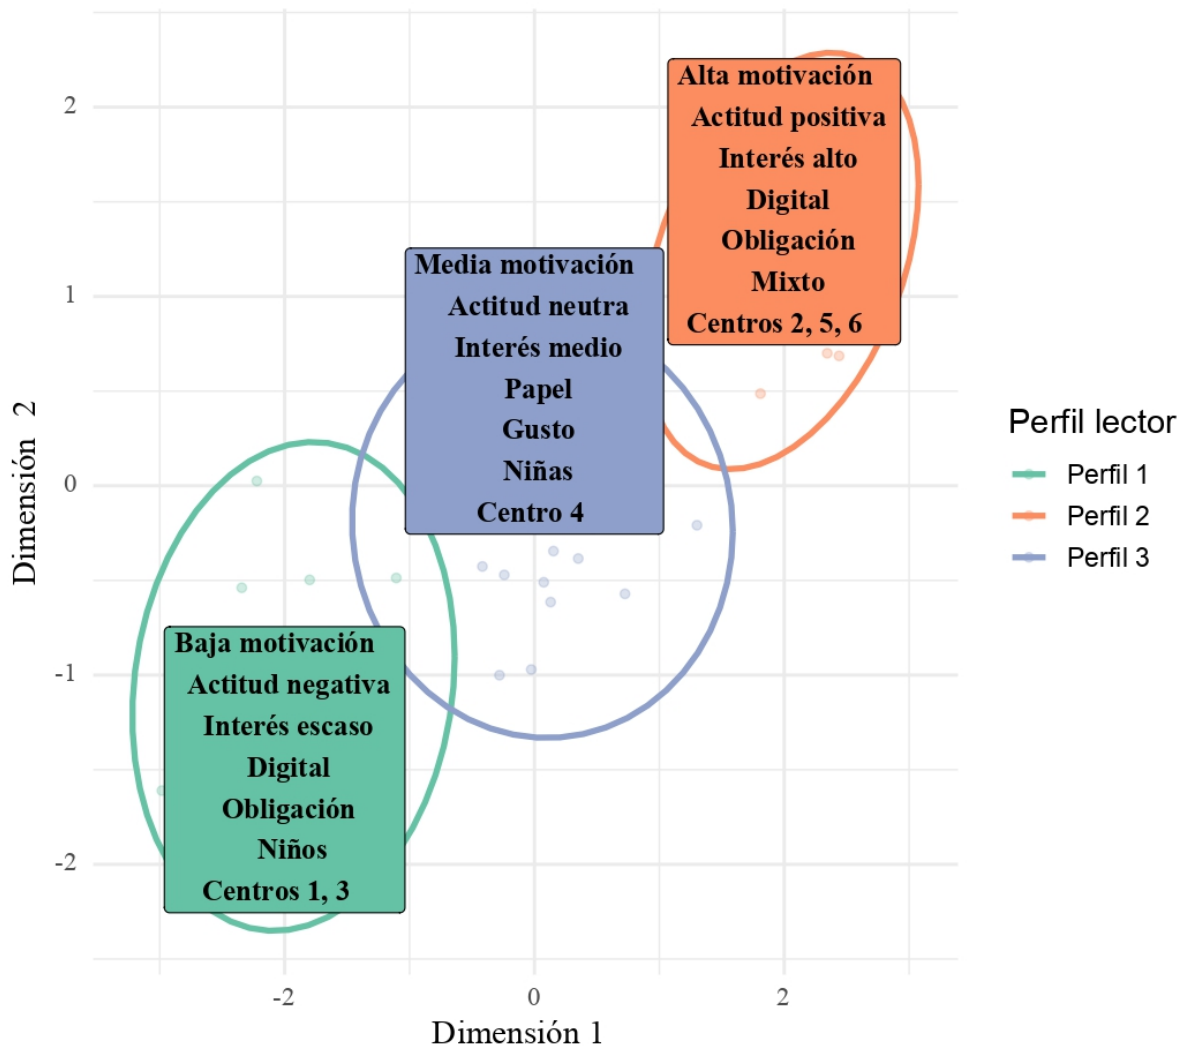 Alta motivación
Actitud positiva
Interés alto
Digital
Obligación
Mixto
Centros 2, 5, 6
Media motivación
Actitud neutra
Interés medio
Papel
Gusto
Niñas
Centro 4
Baja motivación
Actitud negativa
Interés escaso
Digital
Obligación
Niños
Centros 1, 3
2
1
0
-1
-2
Dimensión 2
-2
0
2
Dimensión 1
Perfil lector
Perfil 1
Perfil 2
Perfil 3